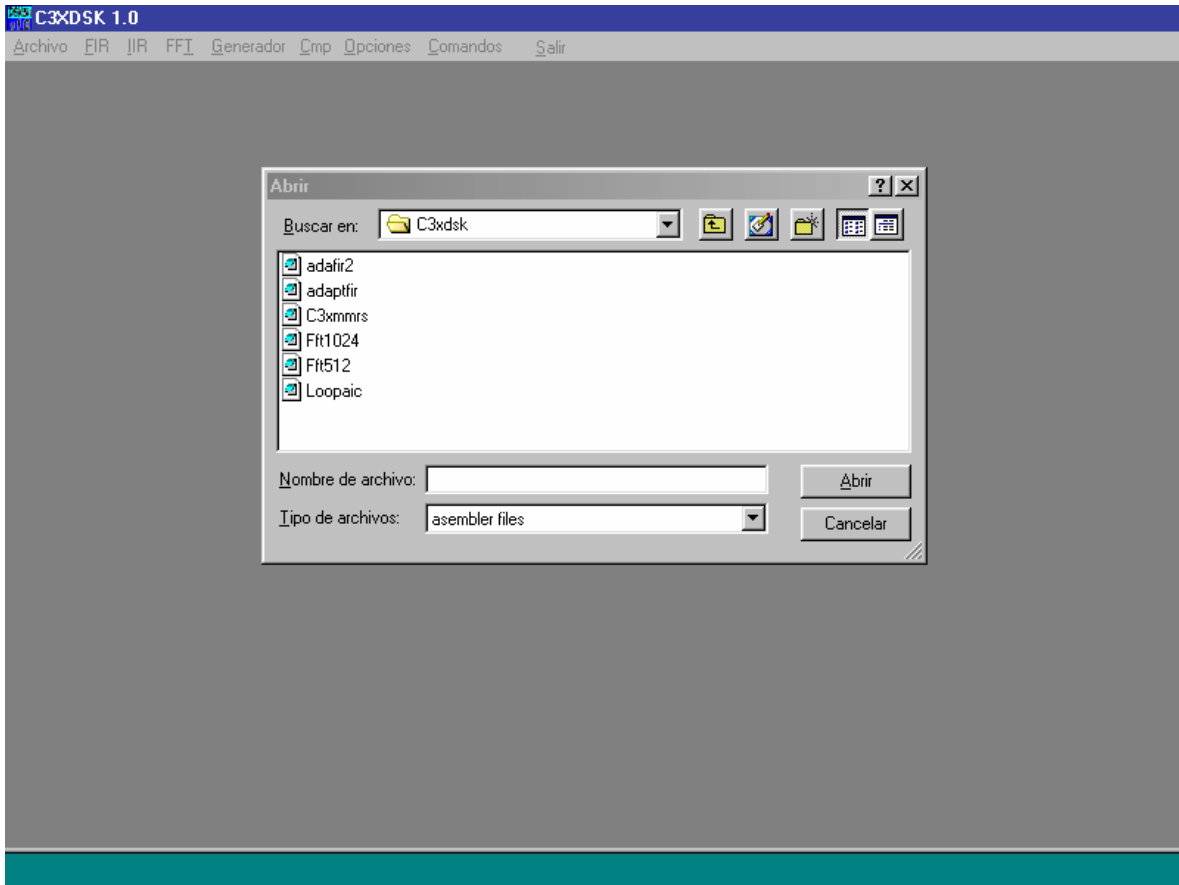 C3XDSK 1.0
Archivo FIR IIR FFT Generador Cmp Opciones Comandos Salir
Abrir
Buscar en: C3xdsk
adafir2
adaptfir
C3xmmrs
Fft1024
Fft512
Loopaic
Nombre de archivo: Abrir
Tipo de archivos: asembler files Cancelar